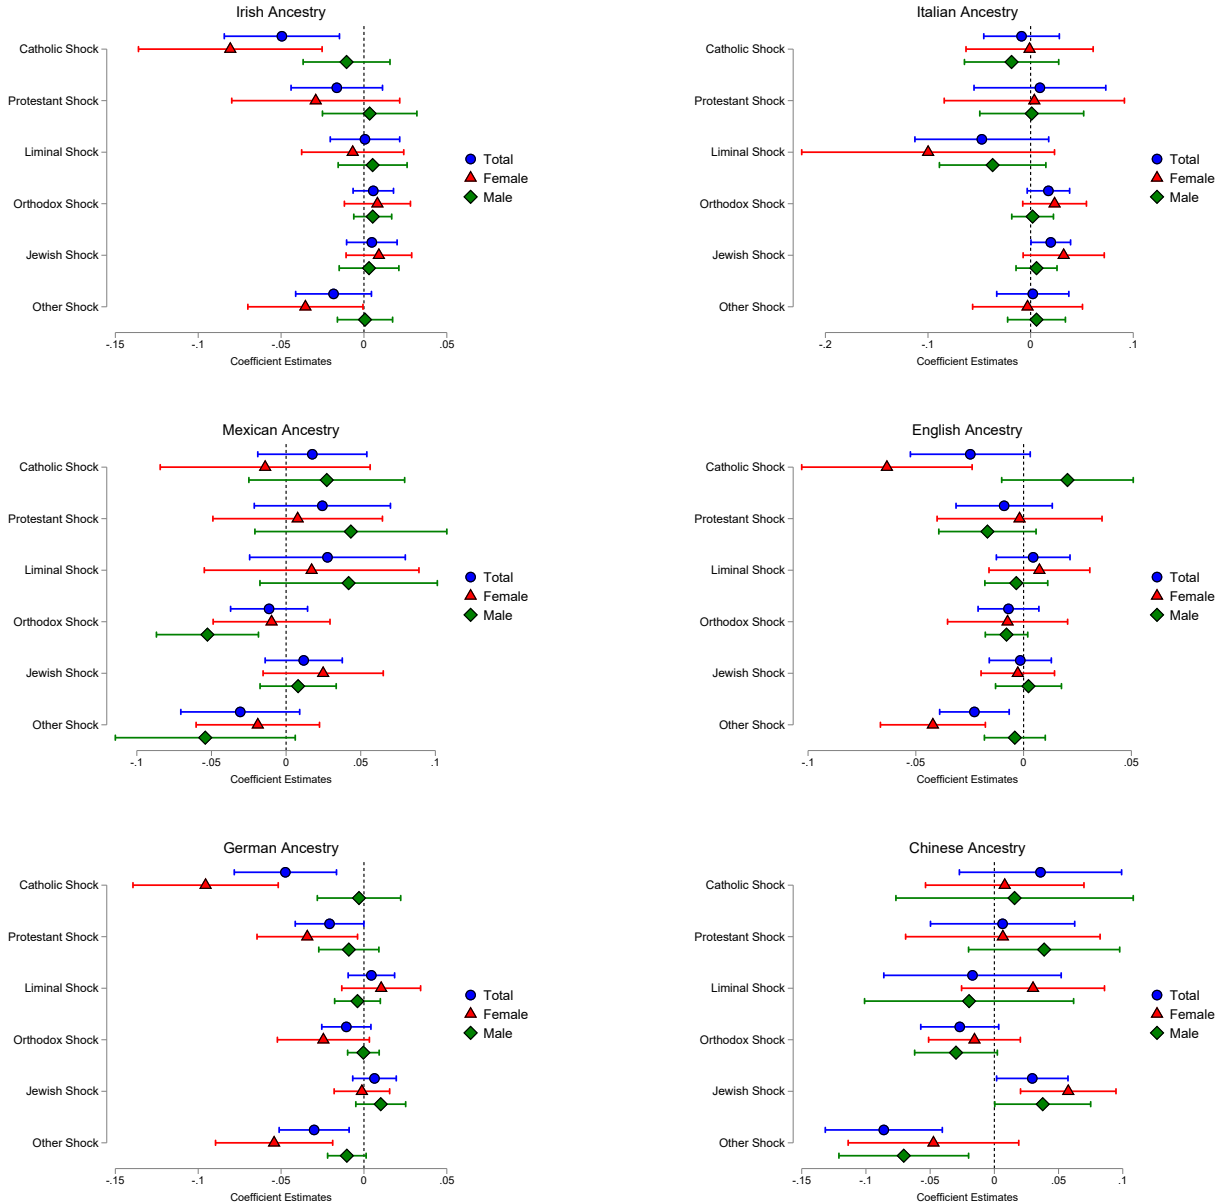 Irish Ancestry
Catholic Shock
Protestant Shock
Liminal Shock
Orthodox Shock
Jewish Shock
Other Shock
-.15 -.1 -.05 0 .05
Coefficient Estimates
Total
Female
Male
Italian Ancestry
Catholic Shock
Protestant Shock
Liminal Shock
Orthodox Shock
Jewish Shock
Other Shock
-.2 -.1 0 .1
Coefficient Estimates
Total
Female
Male
Mexican Ancestry
Catholic Shock
Protestant Shock
Liminal Shock
Orthodox Shock
Jewish Shock
Other Shock
-.1 -.05 0 .05 .1
Coefficient Estimates
Total
Female
Male
English Ancestry
Catholic Shock
Protestant Shock
Liminal Shock
Orthodox Shock
Jewish Shock
Other Shock
-.1 -.05 0 .05
Coefficient Estimates
Total
Female
Male
German Ancestry
Catholic Shock
Protestant Shock
Liminal Shock
Orthodox Shock
Jewish Shock
Other Shock
-.15 -.1 -.05 0 .05
Coefficient Estimates
Total
Female
Male
Chinese Ancestry
Catholic Shock
Protestant Shock
Liminal Shock
Orthodox Shock
Jewish Shock
Other Shock
-.15 -.1 -.05 0 .05 .1
Coefficient Estimates
Total
Female
Male